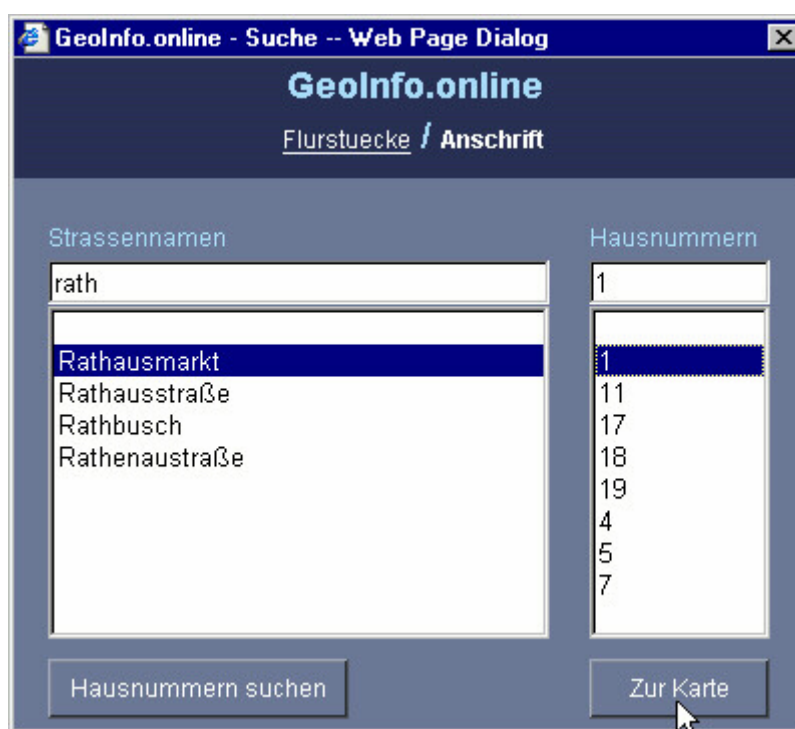 GeoInfo.online - Suche -- Web Page Dialog
GeoInfo.online
Flurstuecke / Anschrift
Strassennamen
rath
Rathausmarkt
Rathausstraße
Rathbusch
Rathenaustraße
Hausnummern suchen
Hausnummern
1
1
11
17
18
19
4
5
7
Zur Karte